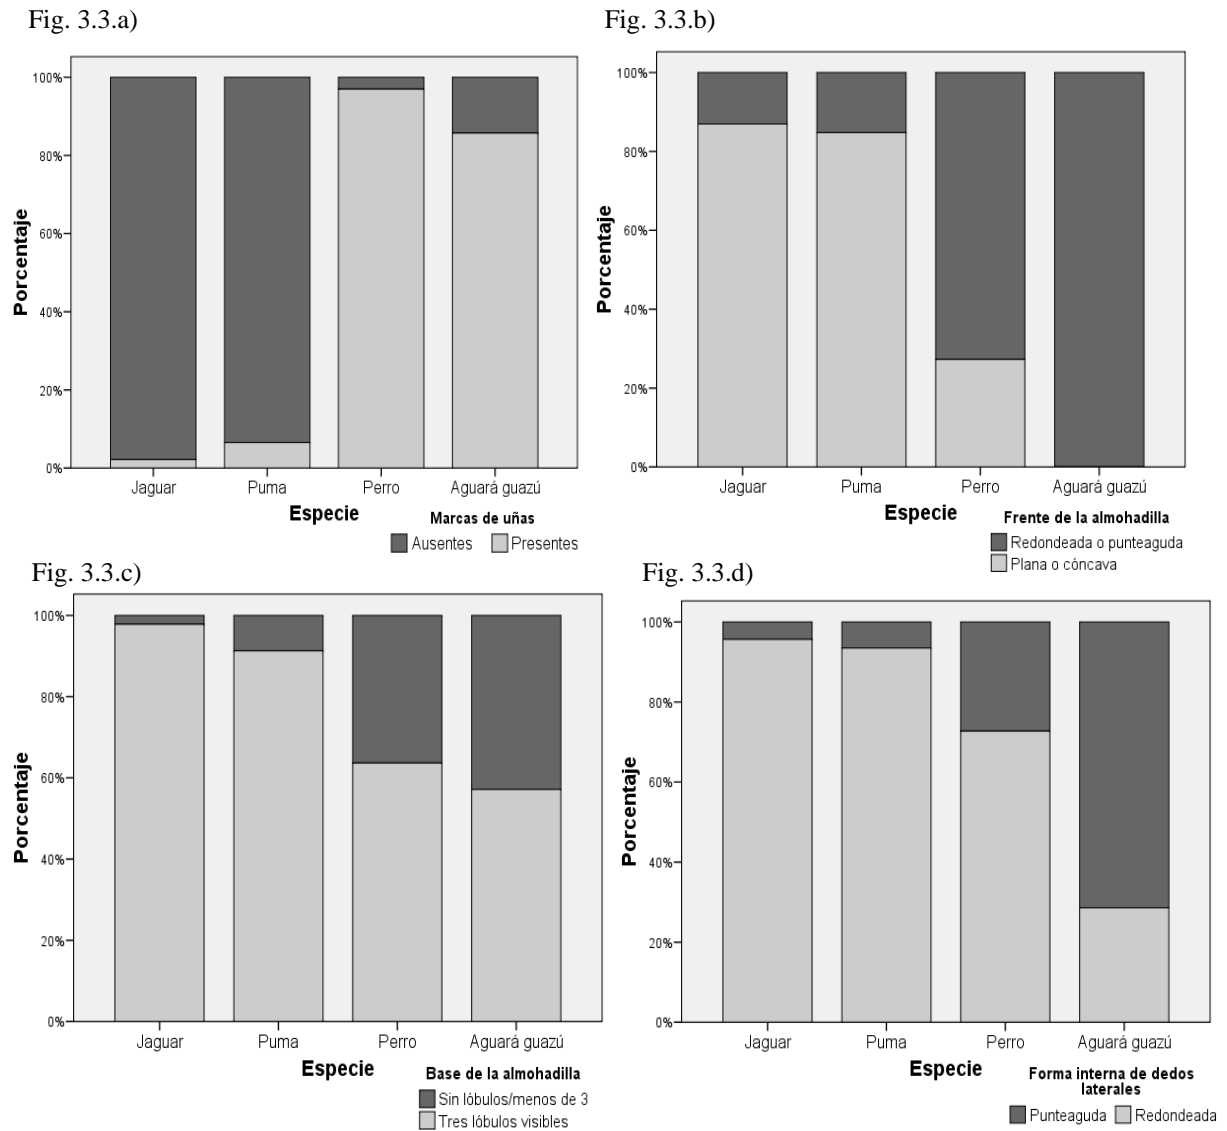 Fig. 3.3.a)
100%
80%
60%
40%
20%
0%
Porcentaje
Jaguar Puma Perro Aguará guazú
Especie
Marcas de uñas
Ausentes Presentes
Fig. 3.3.b)
100%
80%
60%
40%
20%
0%
Porcentaje
Jaguar Puma Perro Aguará guazú
Especie
Frente de la almohadilla
Redondeada o punteaguda
Plana o cóncava
Fig. 3.3.c)
100%
80%
60%
40%
20%
0%
Porcentaje
Jaguar Puma Perro Aguará guazú
Especie
Base de la almohadilla
Sin lóbulos/menos de 3
Tres lóbulos visibles
Fig. 3.3.d)
100%
80%
60%
40%
20%
0%
Porcentaje
Jaguar Puma Perro Aguará guazú
Especie
Forma interna de dedos
laterales
Punteaguda Redondeada